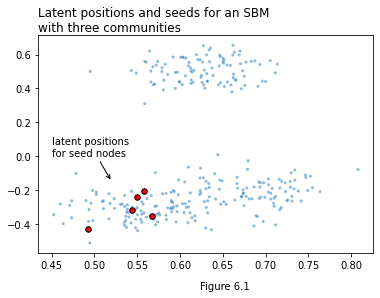 Latent positions and seeds for an SBM
with three communities
0.6
0.4
0.2
0.0
−0.2
−0.4
latent positions
for seed nodes
0.45 0.50 0.55 0.60 0.65 0.70 0.75 0.80
Figure 6.1